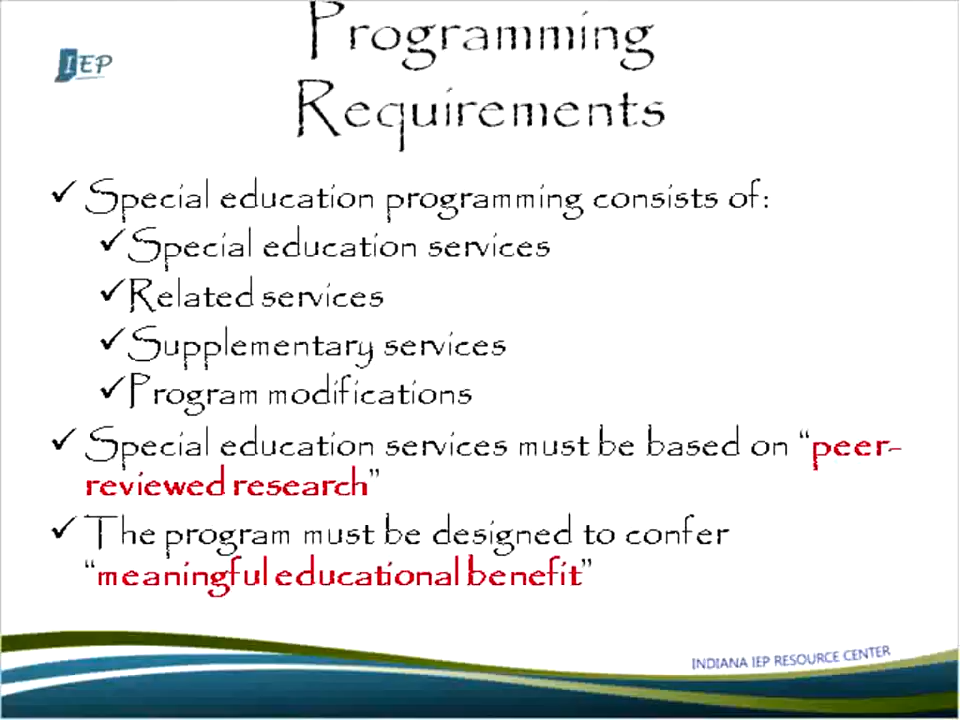 Programming
IEP
Requirements
✓ Special education programming consists of:
✓ Special education services
✓ Related services
✓ Supplementary services
✓ Program modifications
✓ Special education services must be based on “peer-
reviewed research”
✓ The program must be designed to confer
“meaningful educational benefit”
INDIANA IEP RESOURCE CENTER